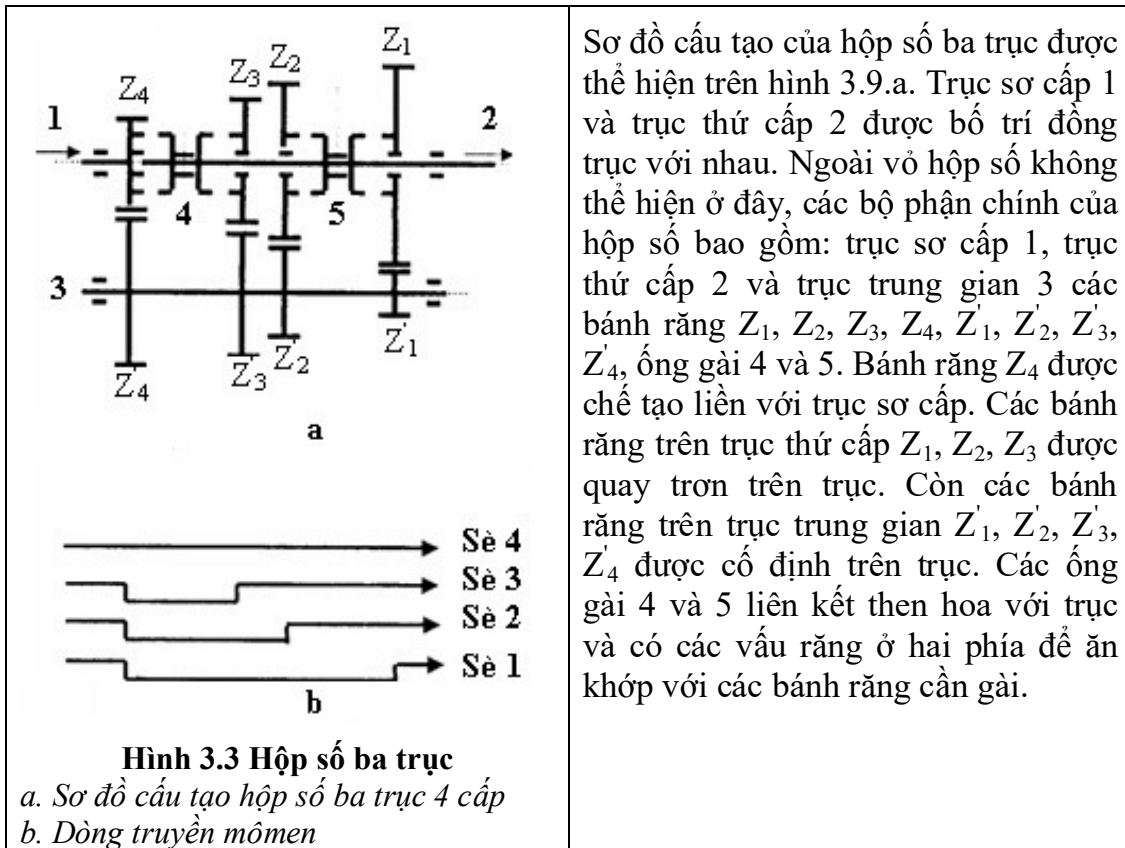 Z₁
Z₂
Z₃
Z₄
1
2
4
5
3
Z'₄
Z'₃
Z'₂
Z'₁
a
Sè 4
Sè 3
Sè 2
Sè 1
b
Hình 3.3 Hộp số ba trục
a. Sơ đồ cấu tạo hộp số ba trục 4 cấp
b. Dòng truyền mômen
Sơ đồ cấu tạo của hộp số ba trục được
thể hiện trên hình 3.9.a. Trục sơ cấp 1
và trục thứ cấp 2 được bố trí đồng
trục với nhau. Ngoài vỏ hộp số không
thể hiện ở đây, các bộ phận chính của
hộp số bao gồm: trục sơ cấp 1, trục
thứ cấp 2 và trục trung gian 3 các
bánh răng Z₁, Z₂, Z₃, Z₄, Z'₁, Z'₂, Z'₃,
Z'₄, ống gài 4 và 5. Bánh răng Z₄ được
chế tạo liền với trục sơ cấp. Các bánh
răng trên trục thứ cấp Z₁, Z₂, Z₃ được
quay trơn trên trục. Còn các bánh
răng trên trục trung gian Z'₁, Z'₂, Z'₃,
Z'₄ được cố định trên trục. Các ống
gài 4 và 5 liên kết then hoa với trục
và có các vấu răng ở hai phía để ăn
khớp với các bánh răng cần gài.